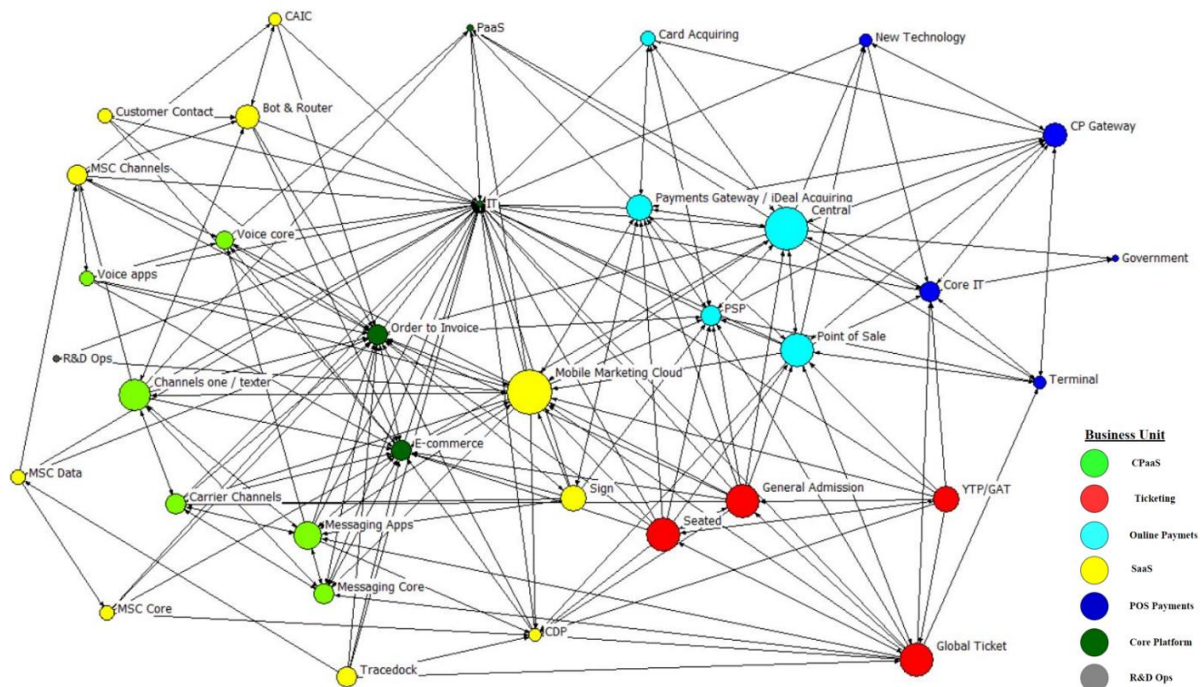 CAIC
PaaS
Card Acquiring
New Technology
Customer Contact
Bot & Router
CP Gateway
MSC Channels
IT
Payments Gateway / iDeal Acquiring
Central
Voice core
Government
Voice apps
Core IT
PSP
Order to Invoice
Point of Sale
R&D Ops
Mobile Marketing Cloud
Terminal
Channels one / texter
E-commerce
MSC Data
Sign
General Admission
YTP/GAT
Carrier Channels
Seated
Messaging Apps
Messaging Core
MSC Core
CDP
Global Ticket
Tracedock
Business Unit
CPaaS
Ticketing
Online Paymets
SaaS
POS Payments
Core Platform
R&D Ops